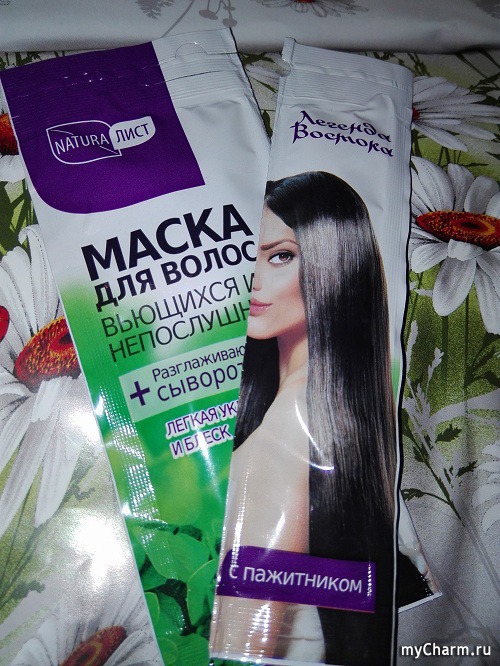 NATURA ЛИСТ
МАСКА
ДЛЯ ВОЛОС
ВЬЮЩИХСЯ И
НЕПОСЛУШН
+ Разглаживаю
сыворот
ЛЕГКАЯ УК
И БЛЕСК
Легенда
Востока
с пажитником
myCharm.ru